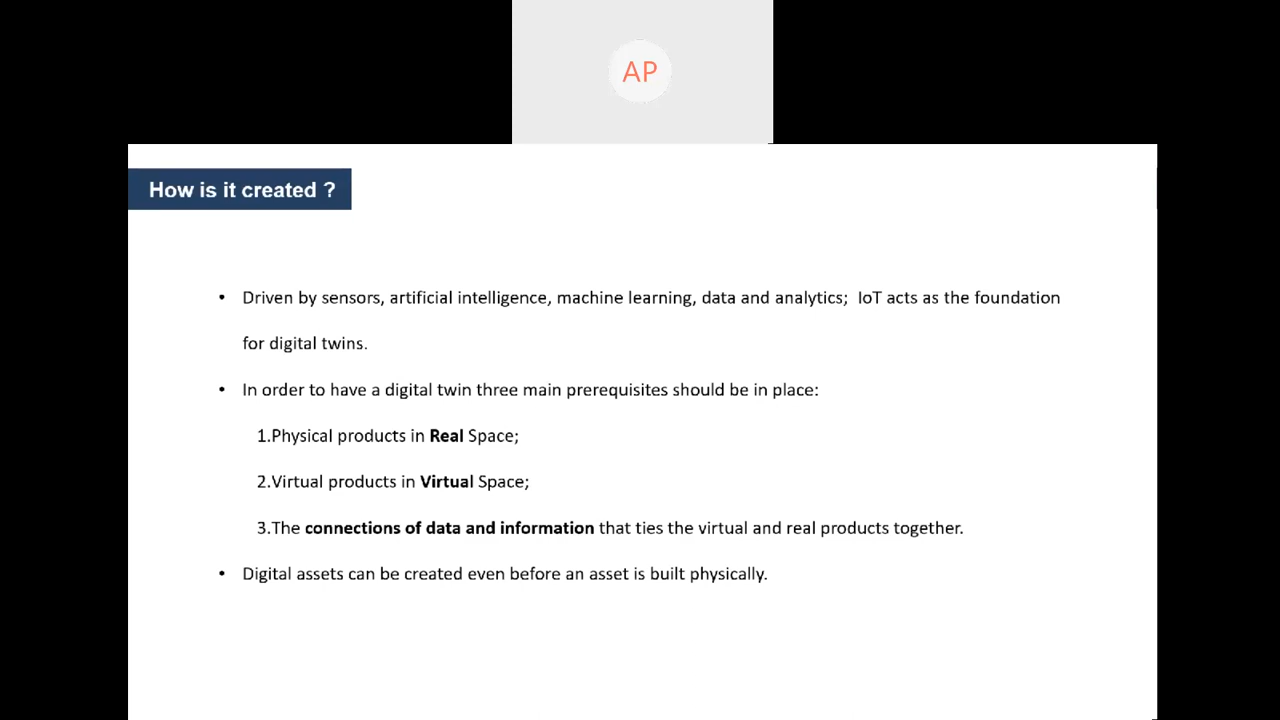 AP
How is it created ?
• Driven by sensors, artificial intelligence, machine learning, data and analytics;  IoT acts as the foundation
for digital twins.
• In order to have a digital twin three main prerequisites should be in place:
1.Physical products in Real Space;
2.Virtual products in Virtual Space;
3.The connections of data and information that ties the virtual and real products together.
• Digital assets can be created even before an asset is built physically.